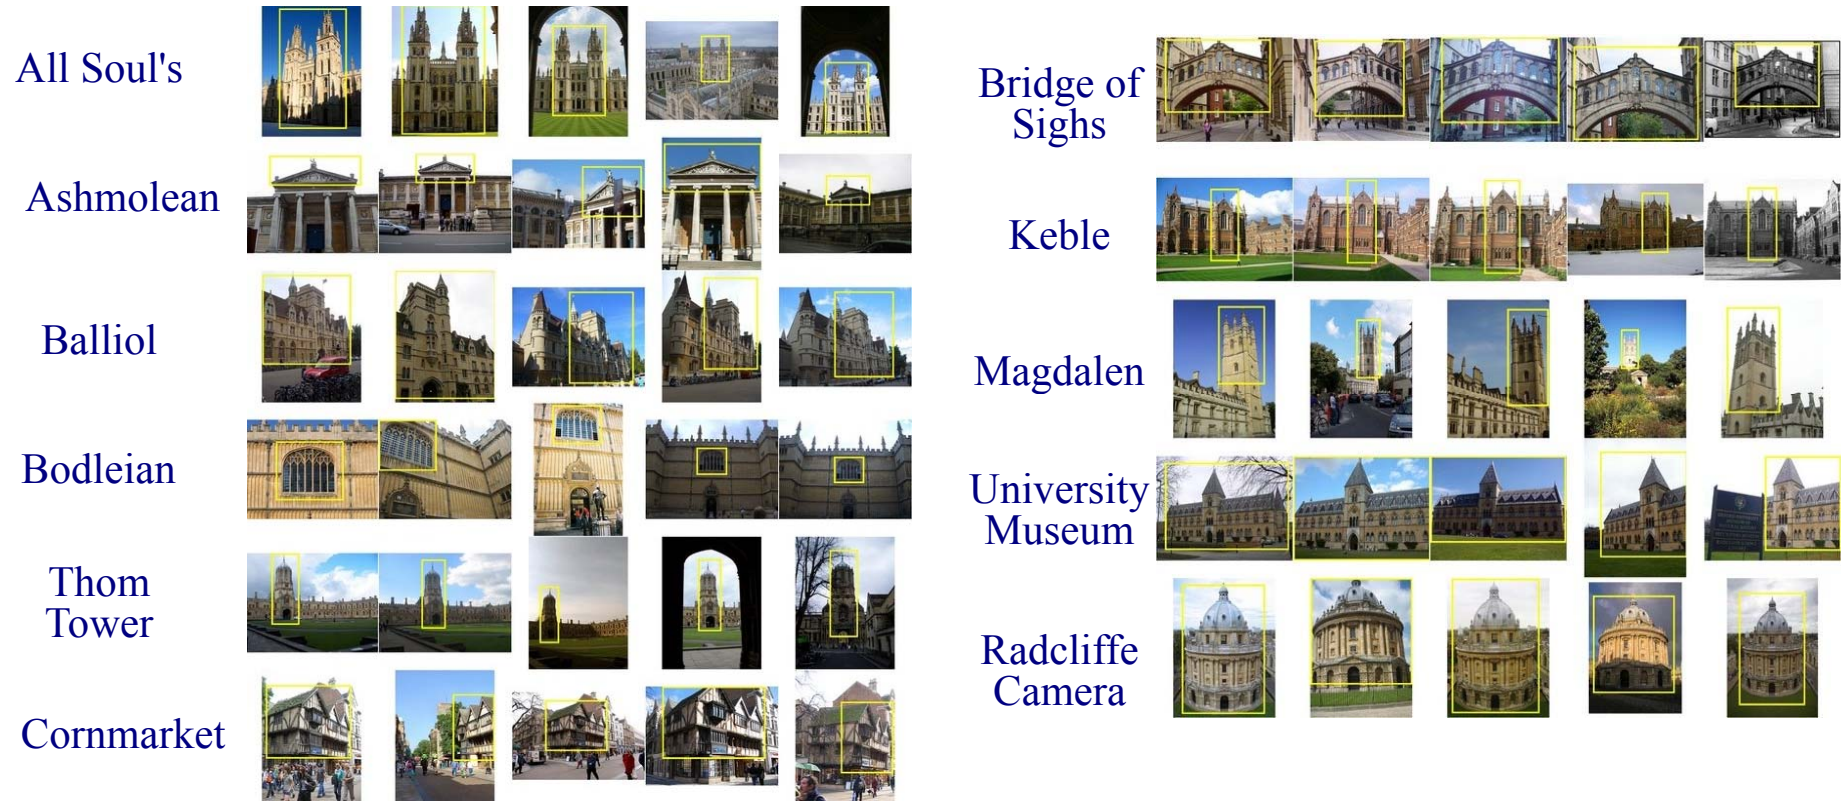 All Soul's
Ashmolean
Balliol
Bodleian
Thom
Tower
Cornmarket
Bridge of
Sighs
Keble
Magdalen
University
Museum
Radcliffe
Camera